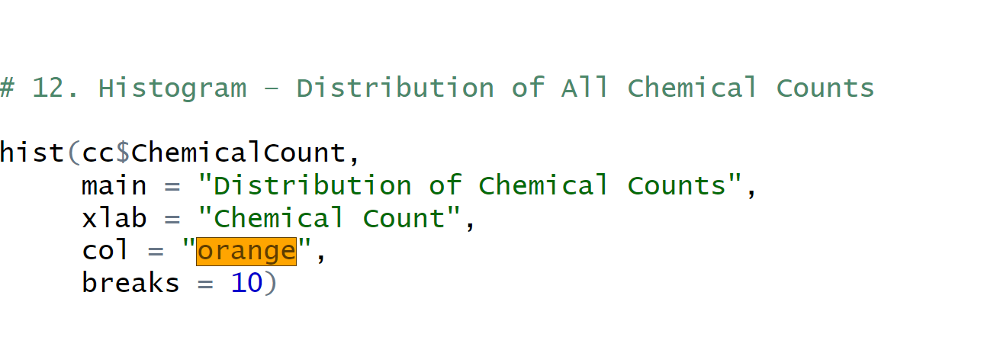 # 12. Histogram – Distribution of All Chemical Counts
hist(cc$ChemicalCount,
main = "Distribution of Chemical Counts",
xlab = "Chemical Count",
col = "orange",
breaks = 10)